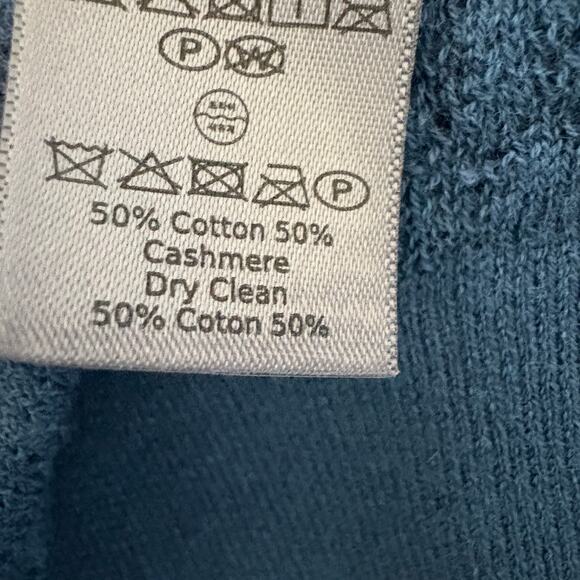 P W
P
50% Cotton 50%
Cashmere
Dry Clean
50% Coton 50%